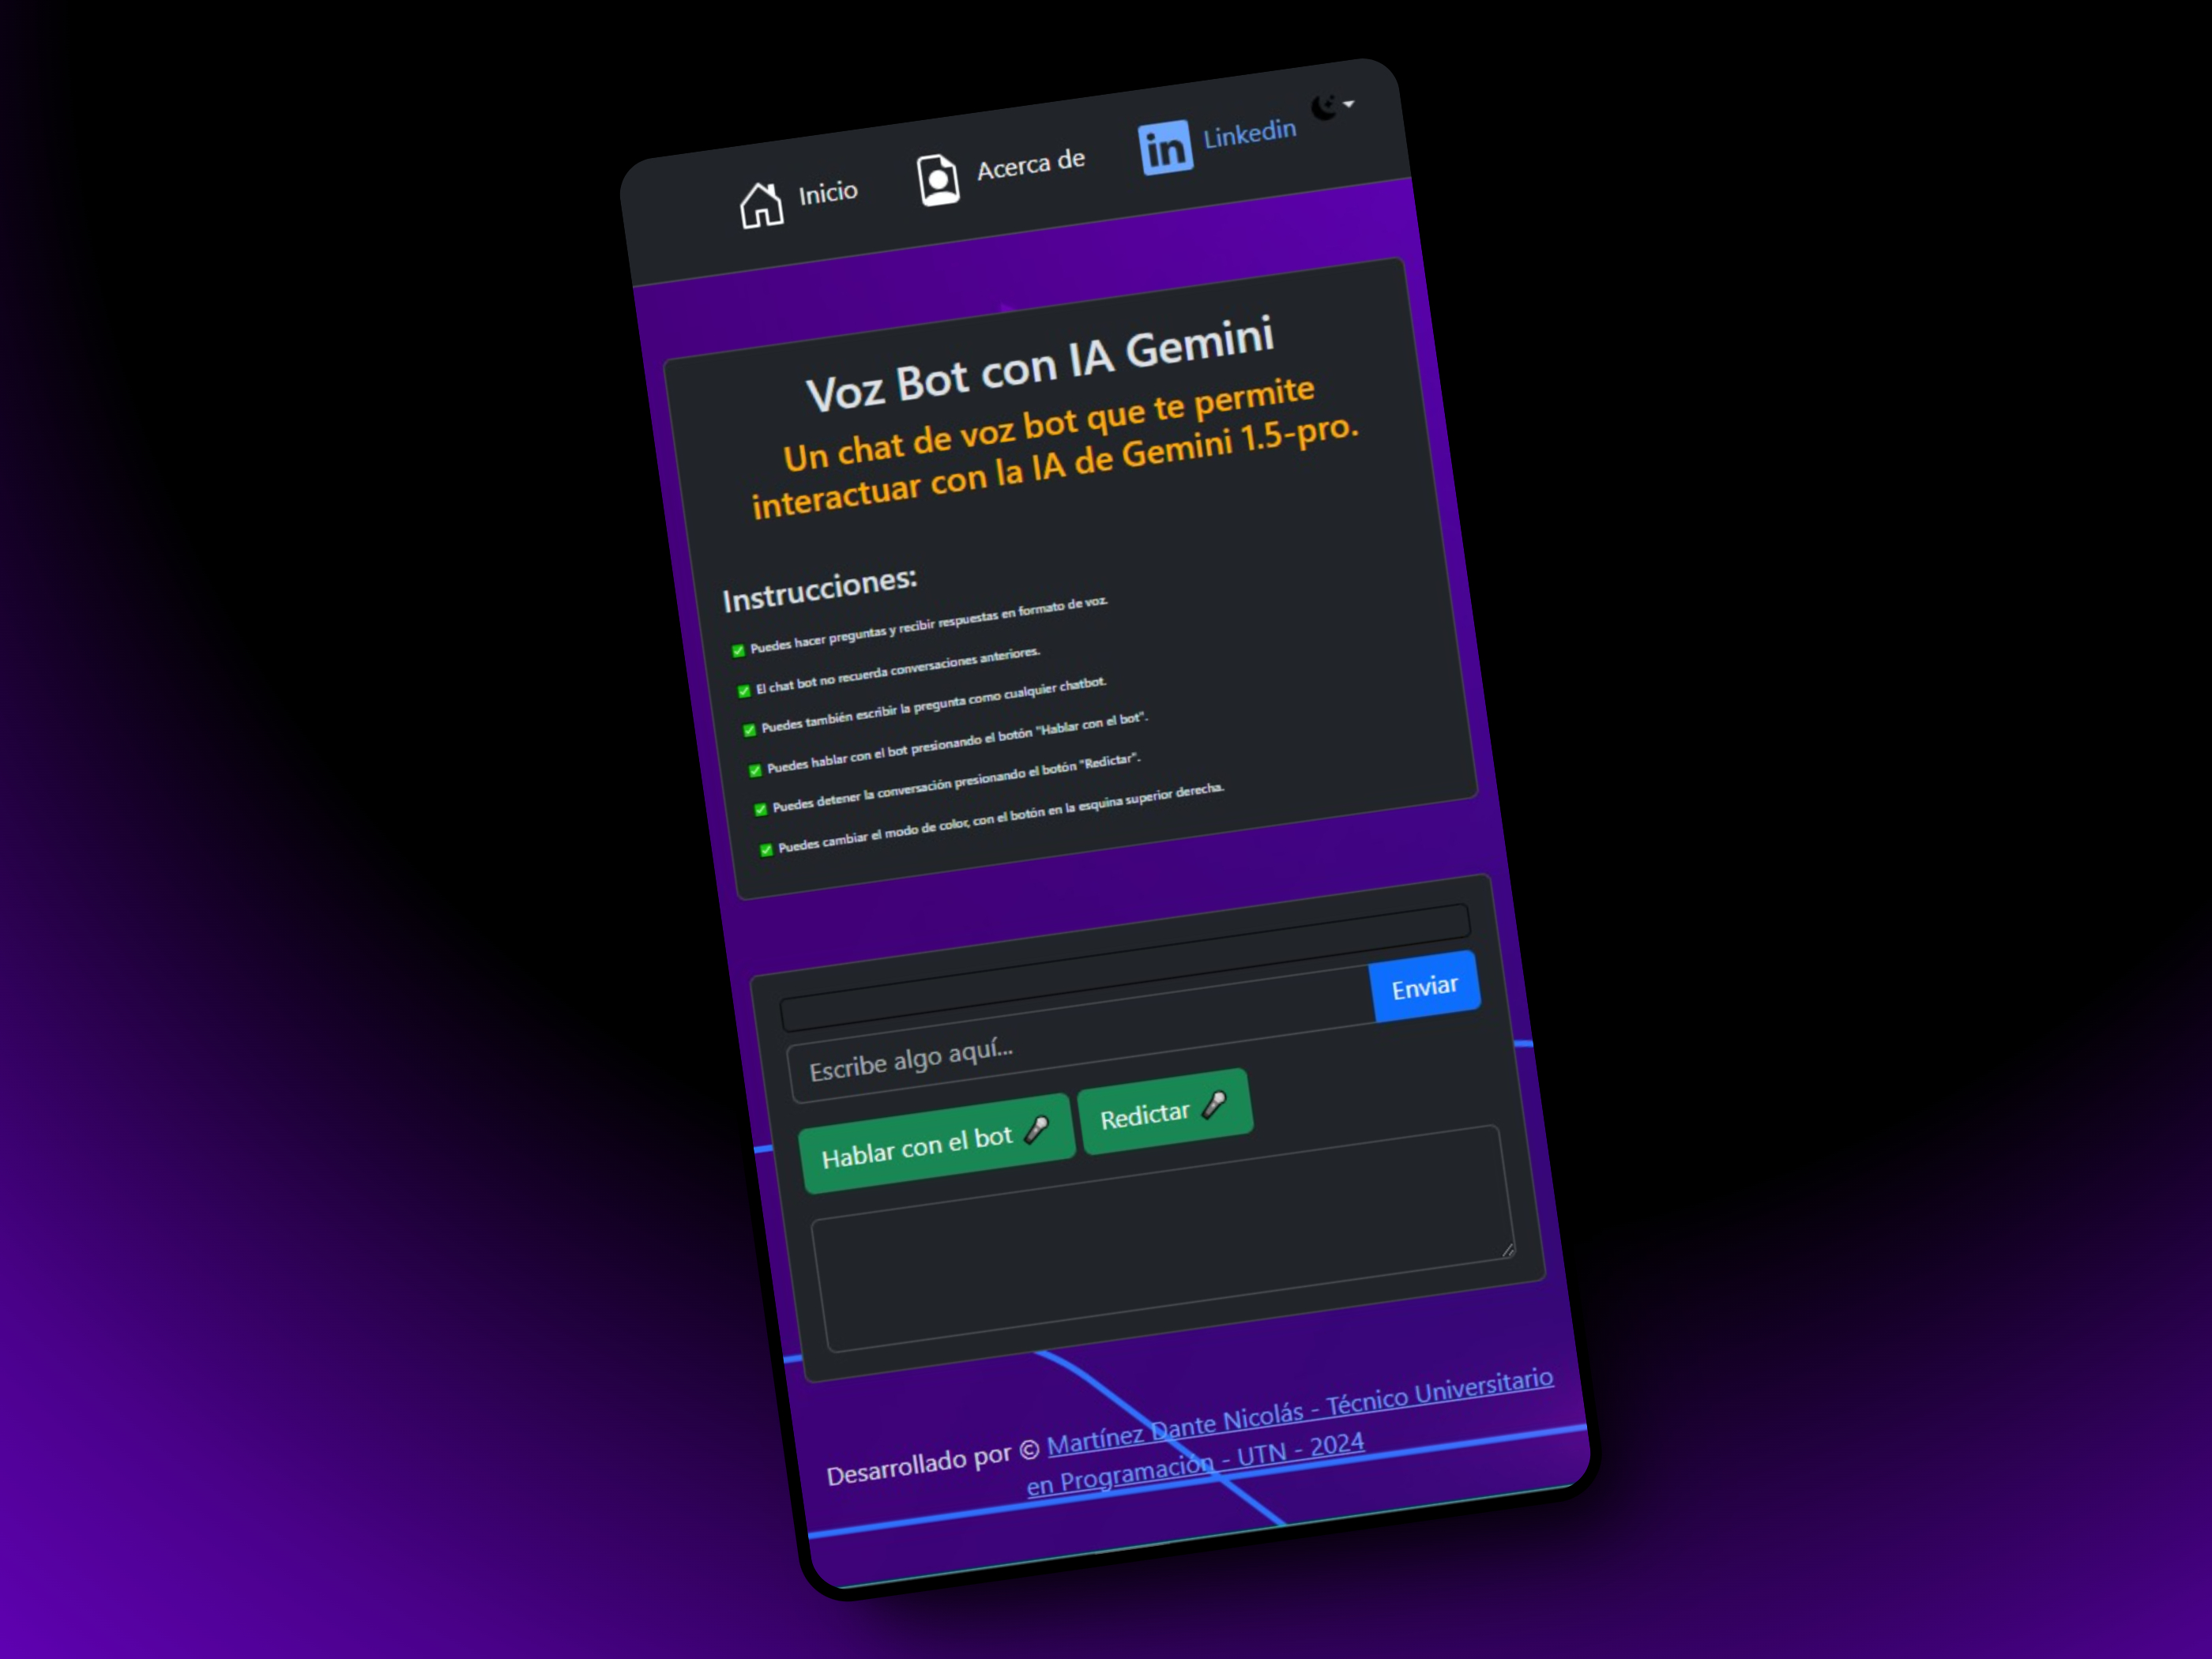 Inicio
Acerca de
in Linkedin
Voz Bot con IA Gemini
Un chat de voz bot que te permite
interactuar con la IA de Gemini 1.5-pro.
Instrucciones:
✅ Puedes hacer preguntas y recibir respuestas en formato de voz.
✅ El chat bot no recuerda conversaciones anteriores.
✅ Puedes también escribir la pregunta como cualquier chatbot.
✅ Puedes hablar con el bot presionando el botón "Hablar con el bot".
✅ Puedes detener la conversación presionando el botón "Redictar".
✅ Puedes cambiar el modo de color, con el botón en la esquina superior derecha.
Escribe algo aquí...
Enviar
Hablar con el bot 🎤
Redictar 🎤
Desarrollado por © Martínez Dante Nicolás - Técnico Universitario
en Programación - UTN - 2024